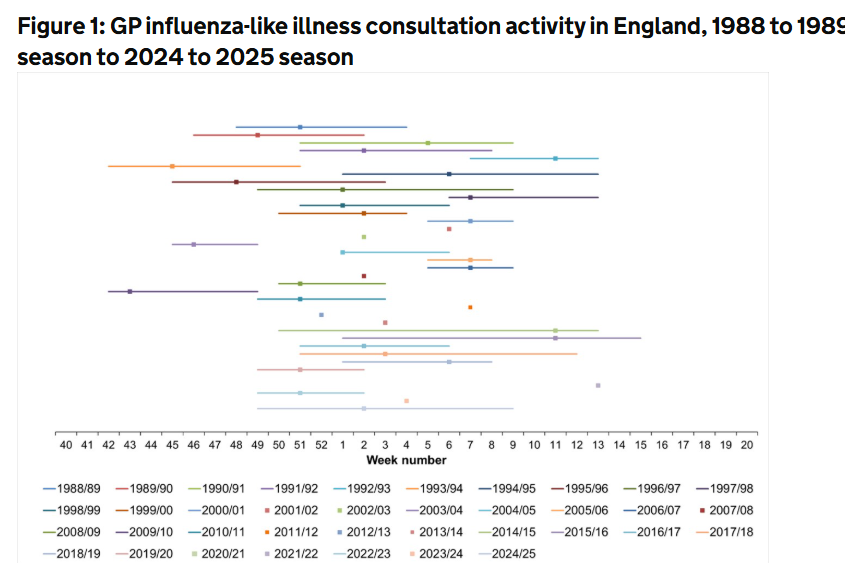 Figure 1: GP influenza-like illness consultation activity in England, 1988 to 1989
season to 2024 to 2025 season
40 41 42 43 44 45 46 47 48 49 50 51 52 1 2 3 4 5 6 7 8 9 10 11 12 13 14 15 16 17 18 19 20
Week number
1988/89 1989/90 1990/91 1991/92 1992/93 1993/94 1994/95 1995/96 1996/97 1997/98
1998/99 1999/00 2000/01 2001/02 2002/03 2003/04 2004/05 2005/06 2006/07 2007/08
2008/09 2009/10 2010/11 2011/12 2012/13 2013/14 2014/15 2015/16 2016/17 2017/18
2018/19 2019/20 2020/21 2021/22 2022/23 2023/24 2024/25